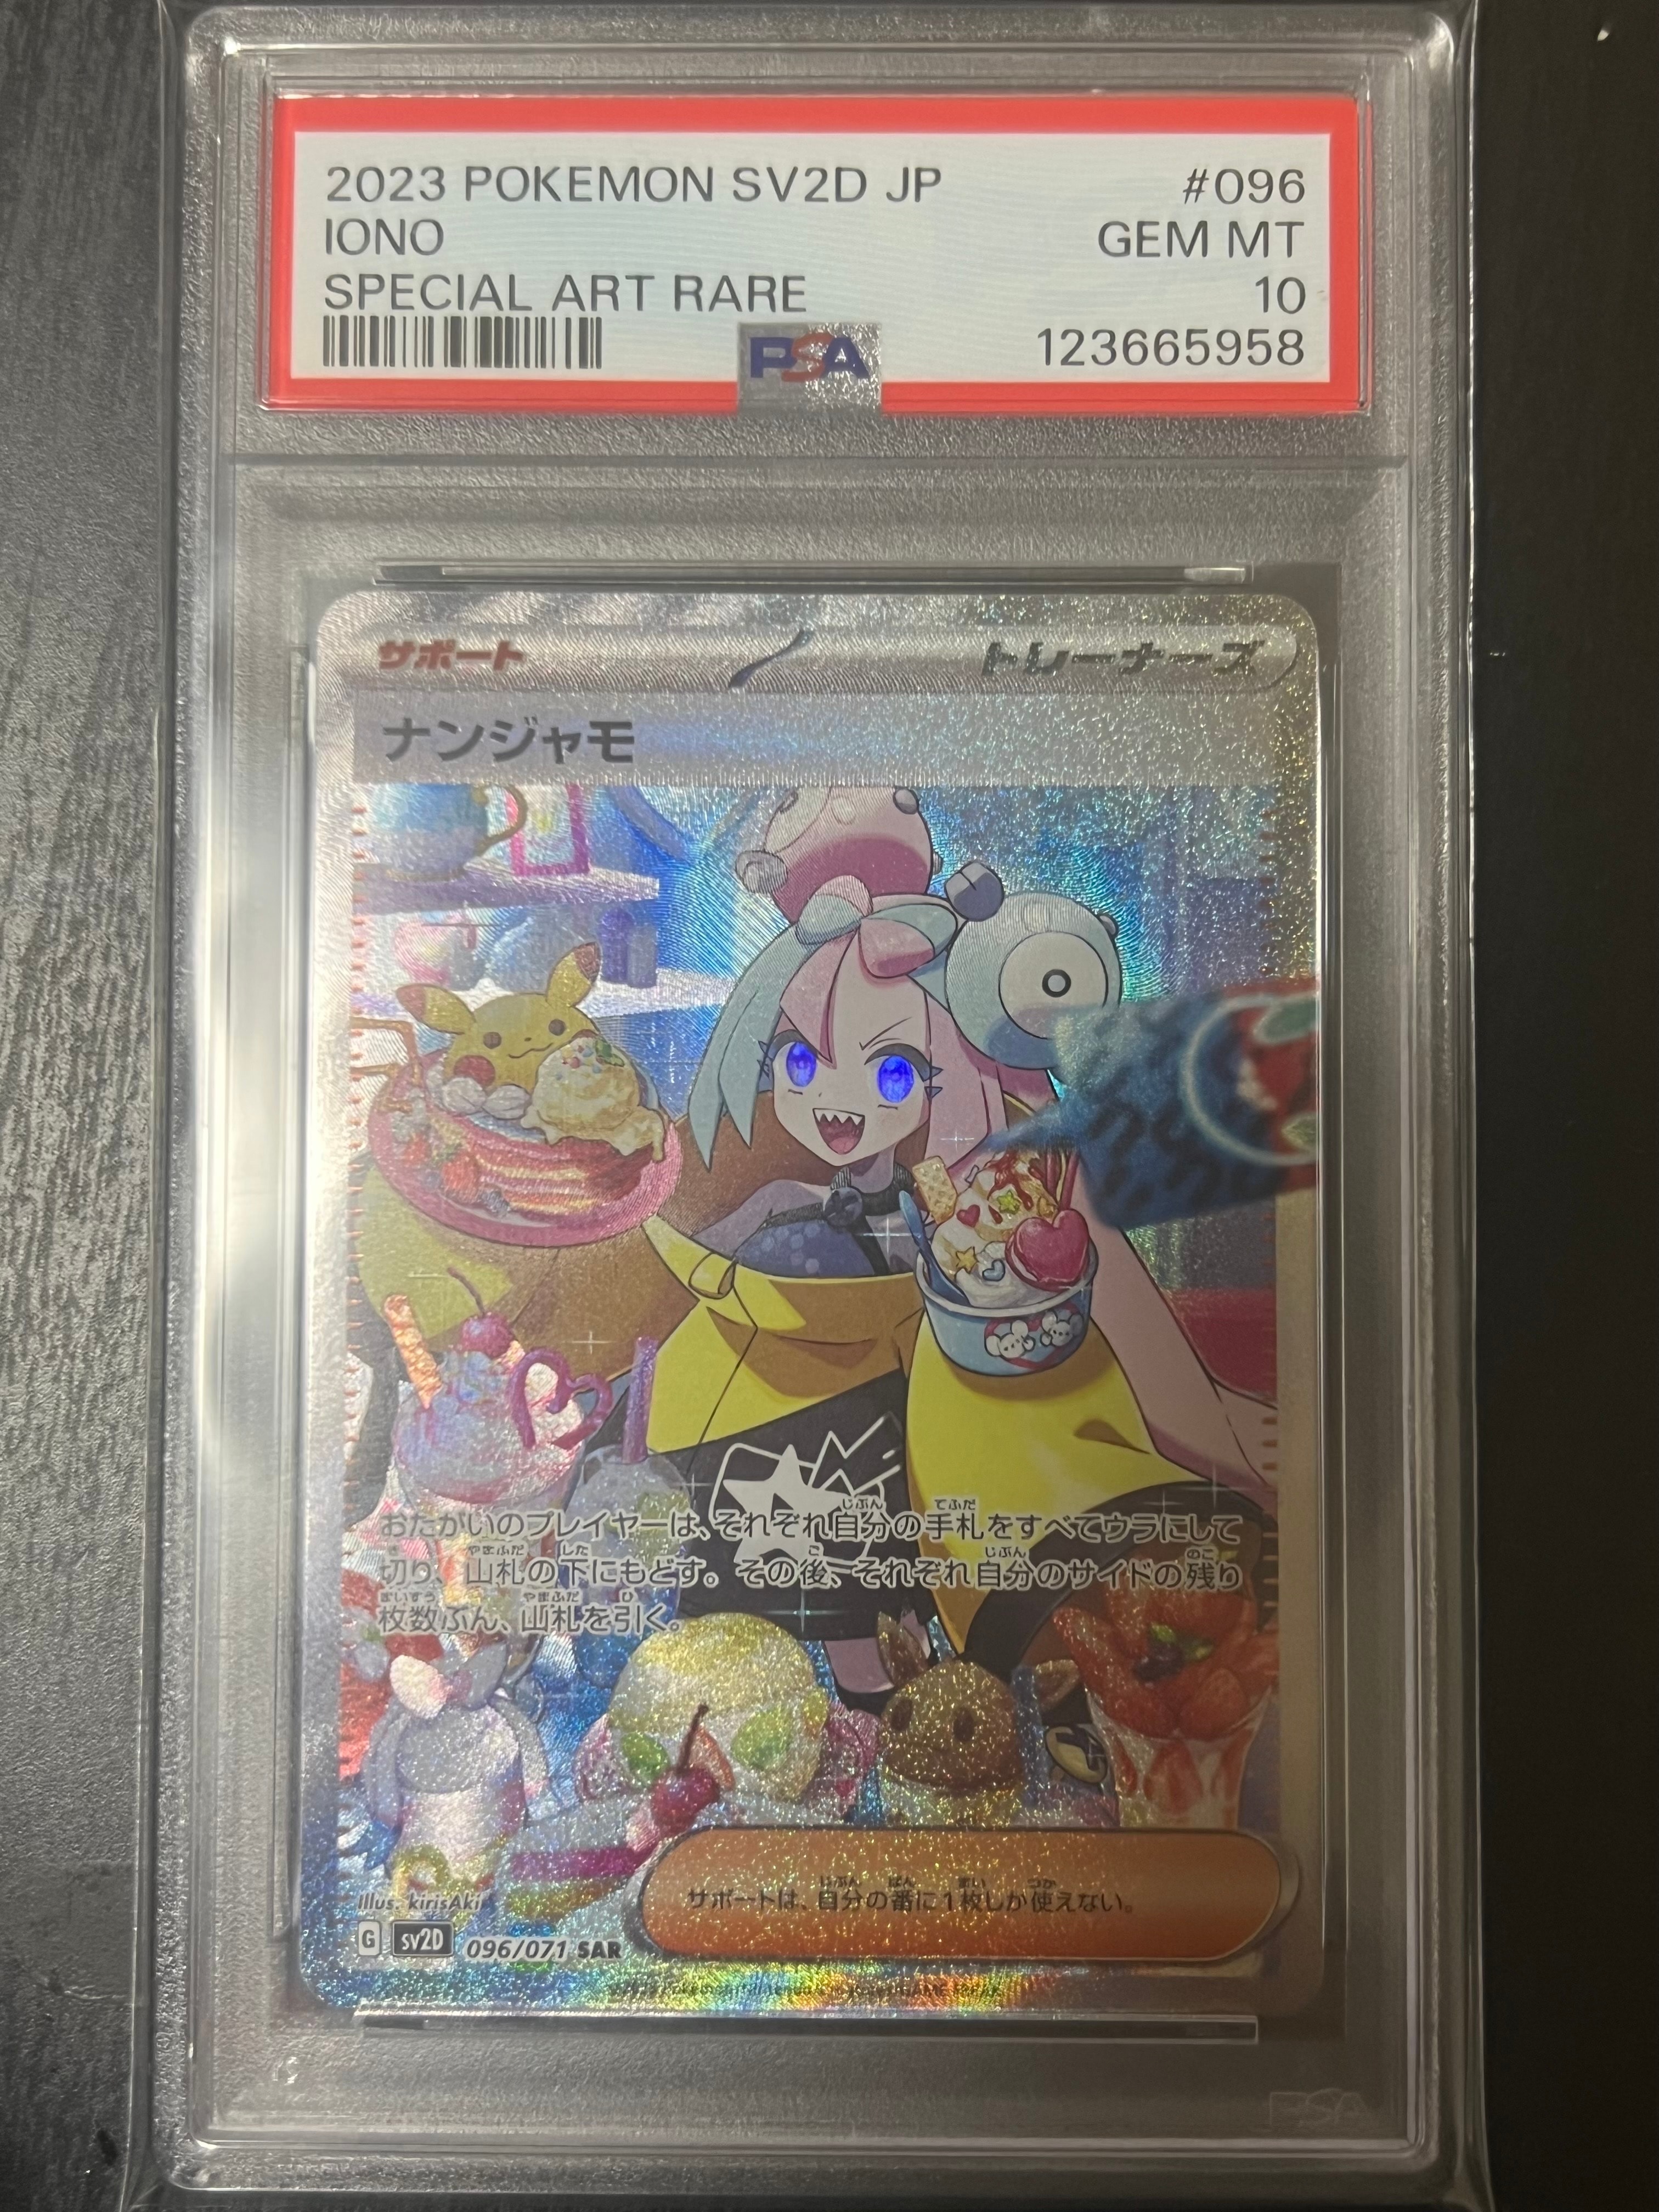 2023 POKEMON SV2D JP #096
IONO GEM MT
SPECIAL ART RARE 10
PSA 123665958
サポート トレーナーズ
ナンジャモ
おたがいのプレイヤーは、それぞれ自分の手札をすべてウラにして
切り、山札の下にもどす。その後、それぞれ自分のサイドの残り
枚数ぶん、山札を引く。
サポートは、自分の番に1枚しか使えない。
Illus. kirisAki
G SV2D 096/071 SAR
PSA